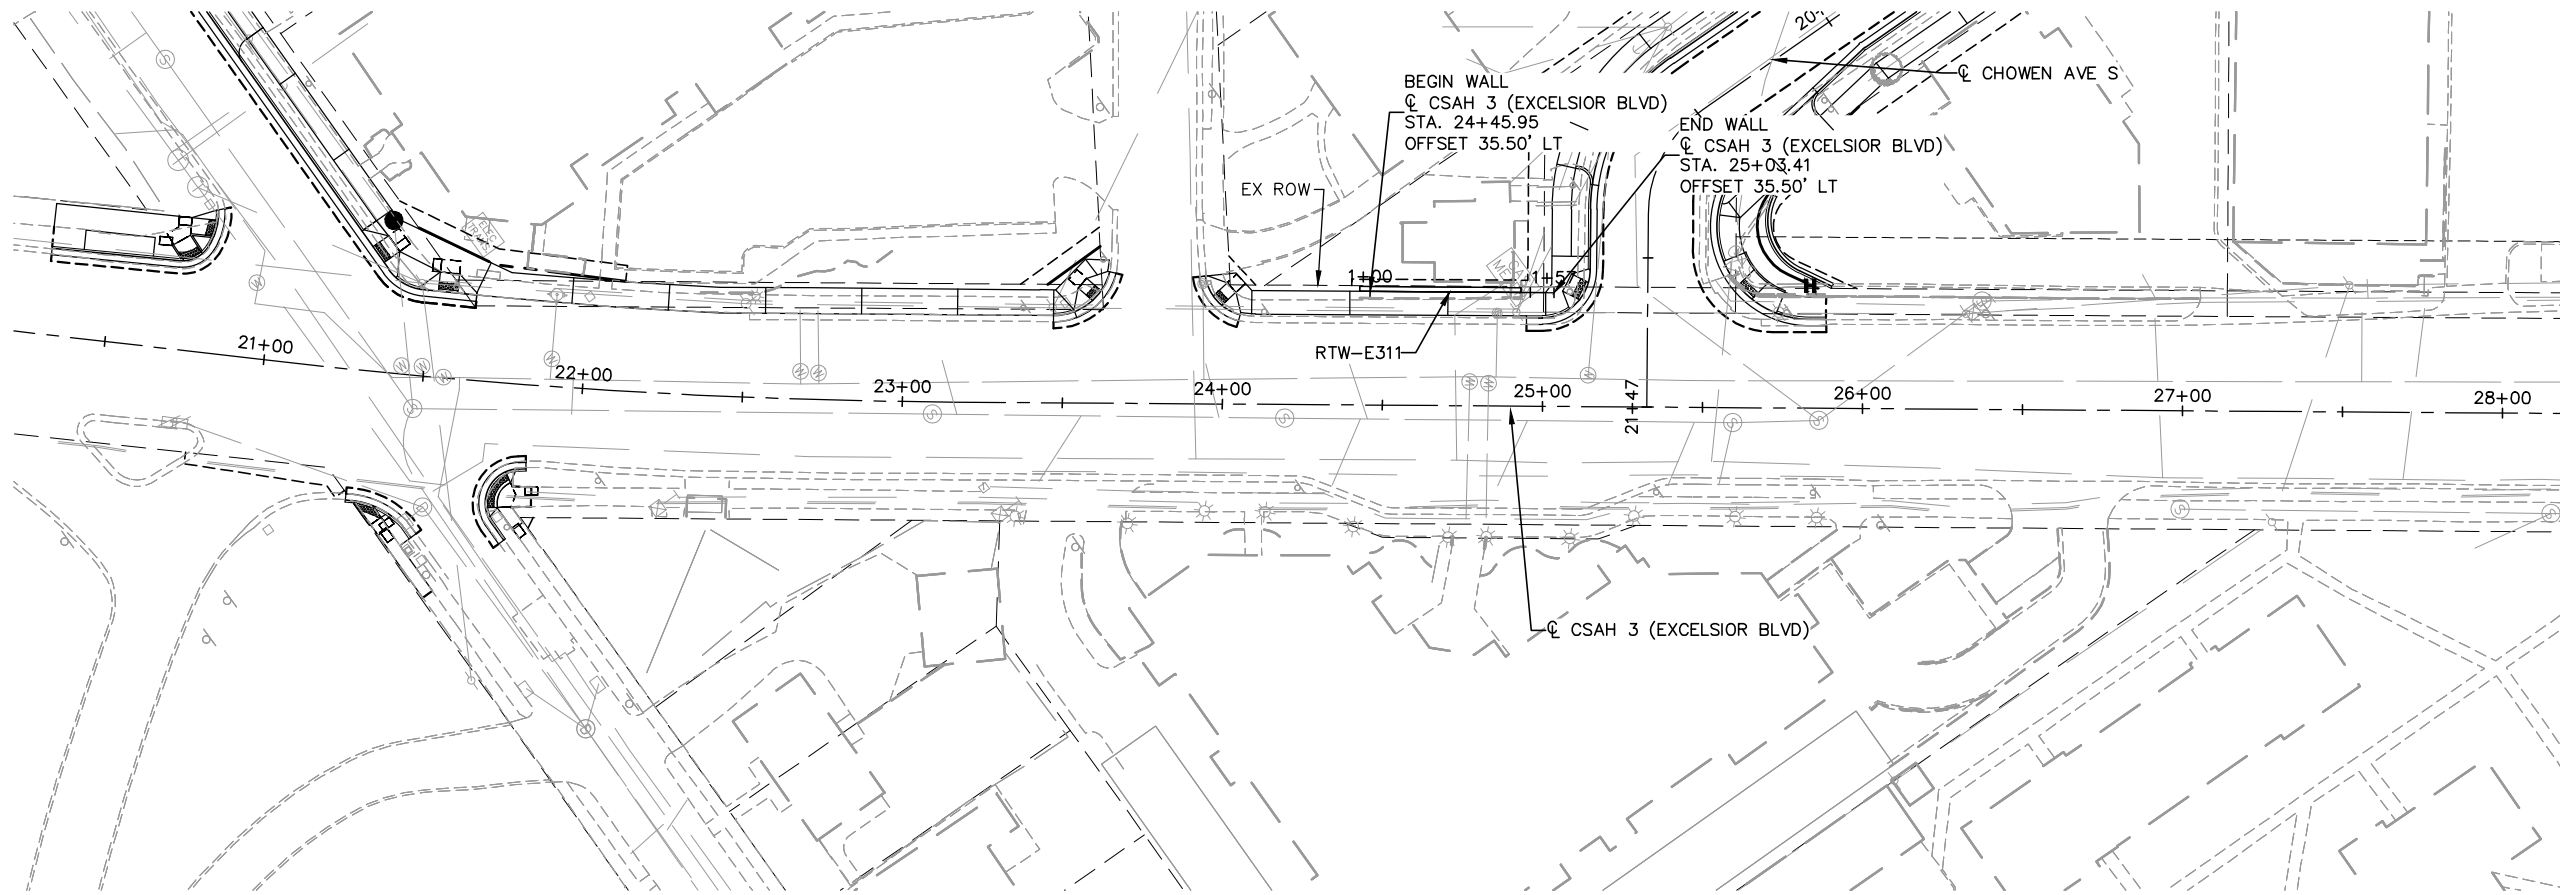 20+
BEGIN WALL
℄ CSAH 3 (EXCELSIOR BLVD)
STA. 24+45.95
OFFSET 35.50' LT
℄ CHOWEN AVE S
END WALL
℄ CSAH 3 (EXCELSIOR BLVD)
STA. 25+03.41
OFFSET 35.50' LT
EX ROW
1+00
1+57
RTW-E311
21+00
22+00
23+00
24+00
25+00
21+47
26+00
27+00
28+00
℄ CSAH 3 (EXCELSIOR BLVD)